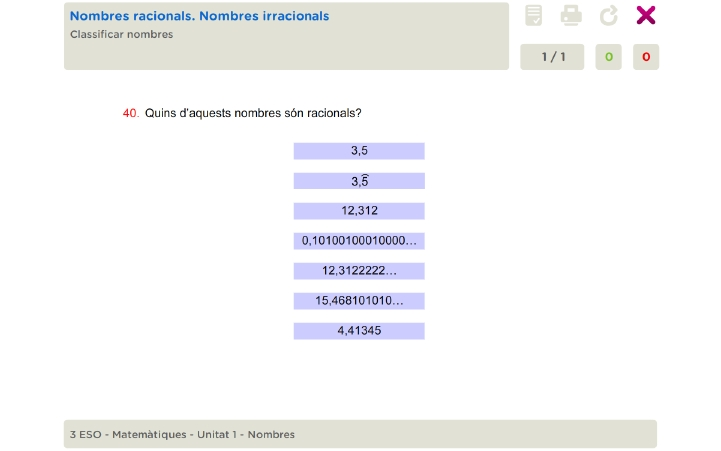 Nombres racionals. Nombres irracionals
Classificar nombres
1 / 1
0
0
40. Quins d'aquests nombres són racionals?
3,5
3,5̑
12,312
0,10100100010000...
12,3122222...
15,468101010...
4,41345
3 ESO - Matemàtiques - Unitat 1 - Nombres